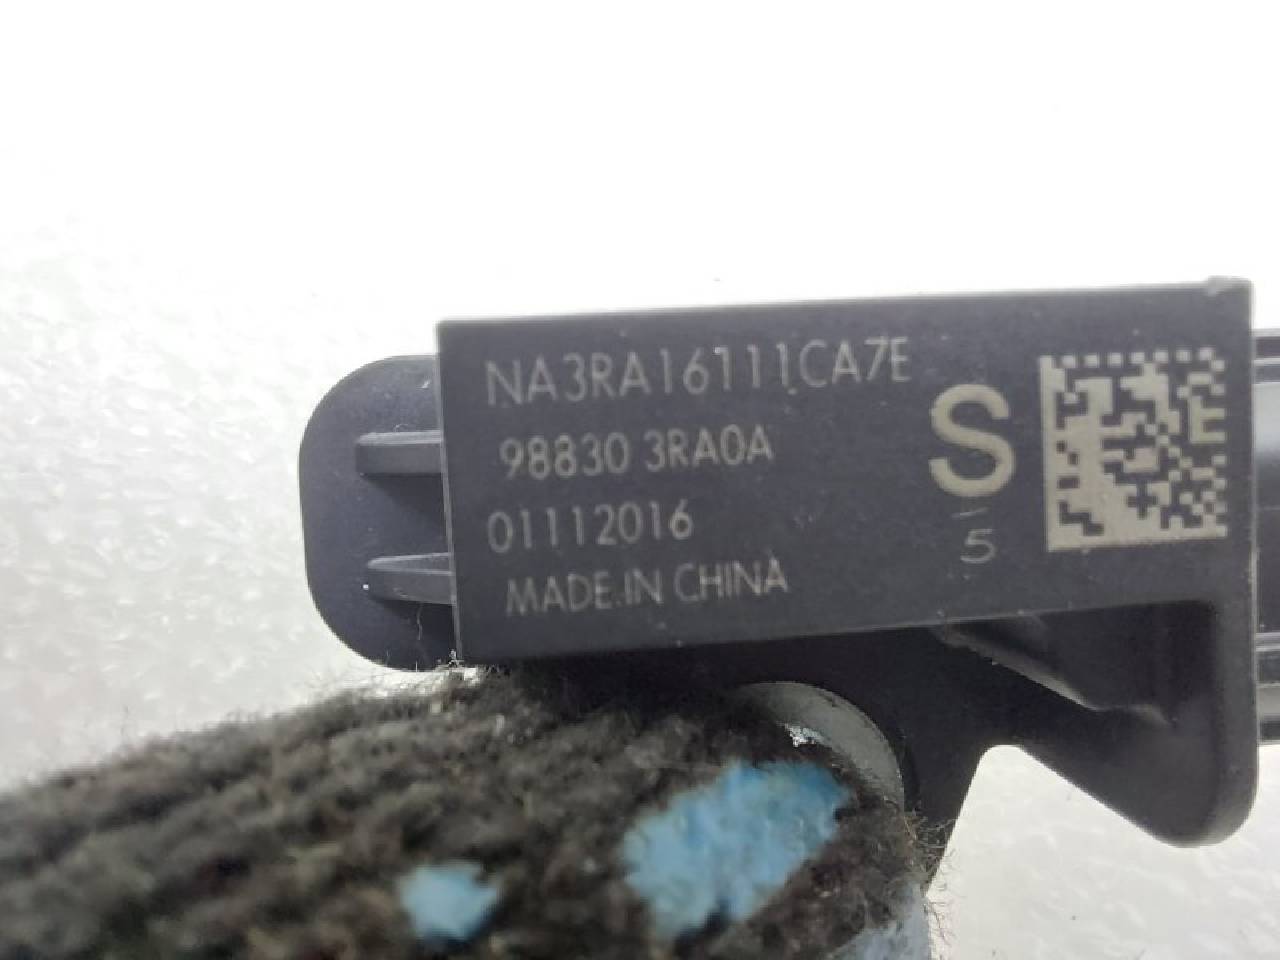 NA3RA16111CA7E
98830 3RA0A
01112016
MADE.IN CHINA
S
5
E